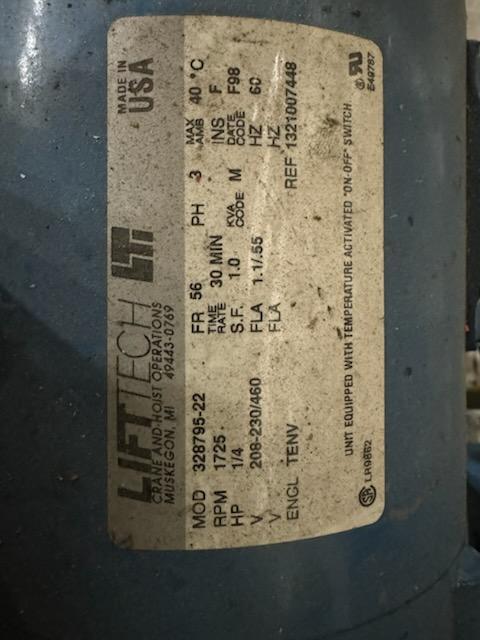 LIFTTECH LTI
CRANE AND HOIST OPERATIONS
MUSKEGON, MI 49443-0769
MADE IN
USA
MOD 328795-22 FR 56 PH 3 MAX AMB 40 °C
RPM 1725 TIME RATE 30 MIN INS F
HP 1/4 S.F. 1.0 KVA CODE M DATE CODE F98
V 208-230/460 FLA 1.1/.55 HZ 60
V FLA HZ
ENCL TENV REF 1321007448
UNIT EQUIPPED WITH TEMPERATURE ACTIVATED "ON-OFF" SWITCH
LR9862
E49787